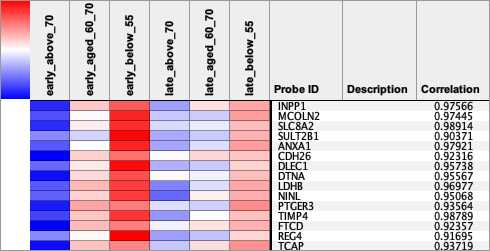 early_above_70
early_aged_60_70
early_below_55
late_above_70
late_aged_60_70
late_below_55
Probe ID Description Correlation
INPP1 0.97566
MCOLN2 0.97445
SLC8A2 0.98914
SULT2B1 0.90371
ANXA1 0.97921
CDH26 0.92316
DLEC1 0.95738
DTNA 0.95567
LDHB 0.96977
NINL 0.95068
PTGER3 0.93564
TIMP4 0.98789
FTCD 0.92357
REG4 0.91695
TCAP 0.93719